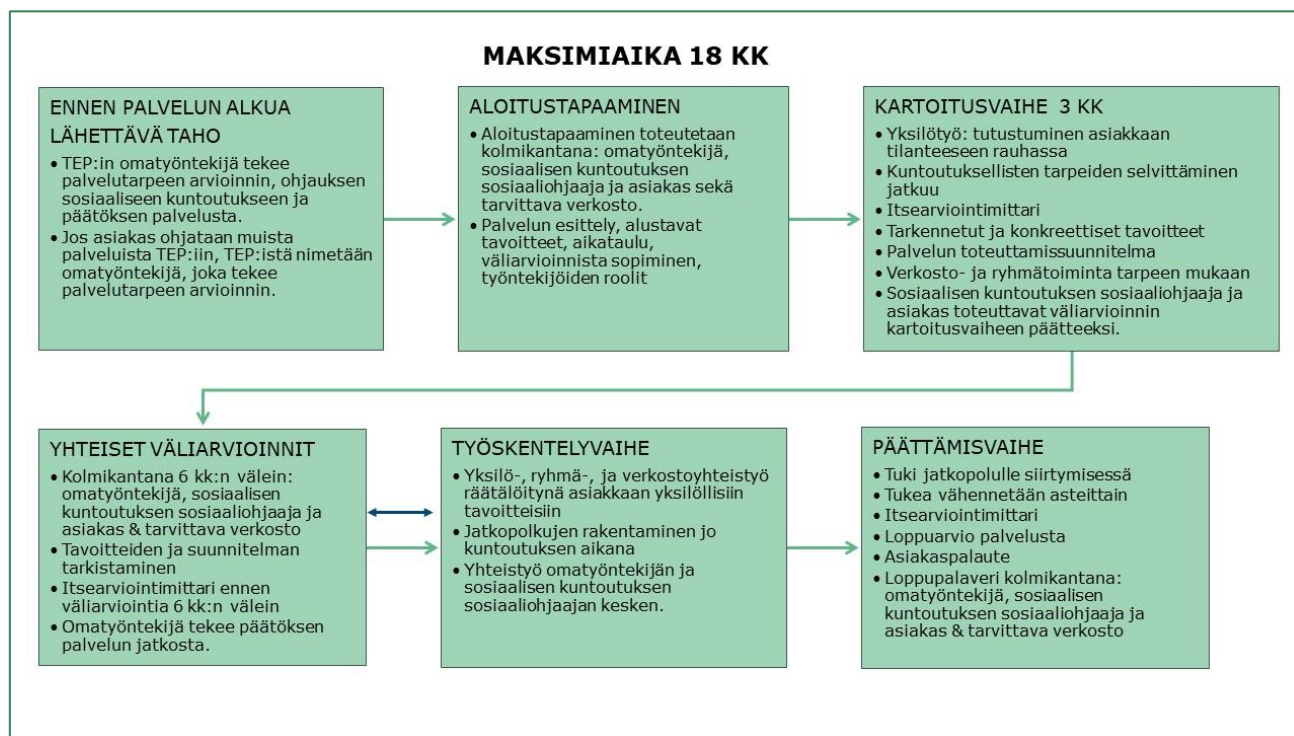 MAKSIMIAIKA 18 KK
ENNEN PALVELUN ALKUA
LÄHETTÄVÄ TAHO
• TEP:in omatyöntekijä tekee
palvelutarpeen arvioinnin, ohjauksen
sosiaaliseen kuntoutukseen ja
päätöksen palvelusta.
• Jos asiakas ohjataan muista
palveluista TEP:iin, TEP:istä nimetään
omatyöntekijä, joka tekee
palvelutarpeen arvioinnin.
ALOITUSTAPAAMINEN
• Aloitustapaaminen toteutetaan
kolmikantana: omatyöntekijä,
sosiaalisen kuntoutuksen
sosiaaliohjaaja ja asiakas sekä
tarvittava verkosto.
• Palvelun esittely, alustavat
tavoitteet, aikataulu,
väliarvioinnista sopiminen,
työntekijöiden roolit
KARTOITUSVAIHE 3 KK
• Yksilötyö: tutustuminen asiakkaan
tilanteeseen rauhassa
• Kuntoutuksellisten tarpeiden selvittäminen
jatkuu
• Itsearviointimittari
• Tarkennetut ja konkreettiset tavoitteet
• Palvelun toteuttamissuunnitelma
• Verkosto- ja ryhmätoiminta tarpeen mukaan
• Sosiaalisen kuntoutuksen sosiaaliohjaaja ja
asiakas toteuttavat väliarvioinnin
kartoitusvaiheen päätteeksi.
YHTEISET VÄLIARVIOINNIT
• Kolmikantana 6 kk:n välein:
omatyöntekijä, sosiaalisen
kuntoutuksen sosiaaliohjaaja ja
asiakas & tarvittava verkosto
• Tavoitteiden ja suunnitelman
tarkistaminen
• Itsearviointimittari ennen
väliarviointia 6 kk:n välein
• Omatyöntekijä tekee päätöksen
palvelun jatkosta.
TYÖSKENTELYVAIHE
• Yksilö-, ryhmä-, ja verkostoyhteistyö
räätälöitynä asiakkaan yksilöllisiin
tavoitteisiin
• Jatkopolkujen rakentaminen jo
kuntoutuksen aikana
• Yhteistyö omatyöntekijän ja
sosiaalisen kuntoutuksen
sosiaaliohjaajan kesken.
PÄÄTTÄMISVAIHE
• Tuki jatkopolulle siirtymisessä
• Tukea vähennetään asteittain
• Itsearviointimittari
• Loppuarvio palvelusta
• Asiakaspalaute
• Loppupalaveri kolmikantana:
omatyöntekijä, sosiaalisen
kuntoutuksen sosiaaliohjaaja ja
asiakas & tarvittava verkosto